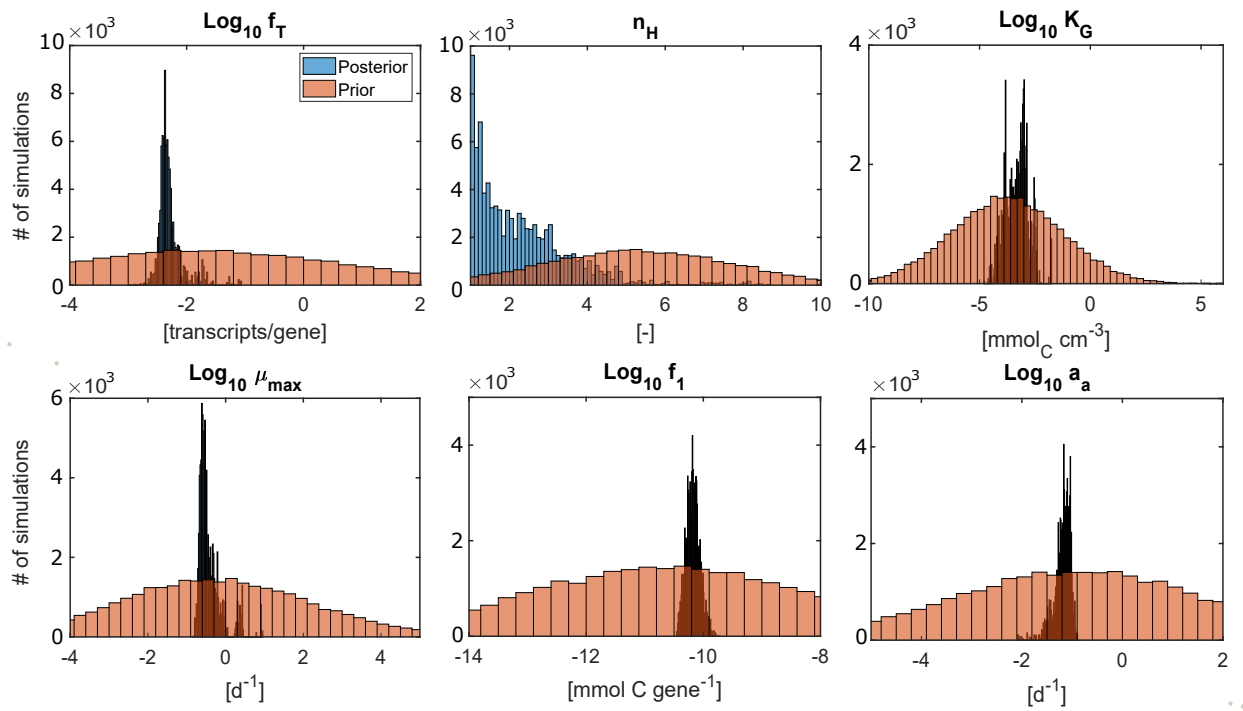 Log10 f_T
n_H
Log10 K_G
×10³
10
8
6
4
2
0
# of simulations
Posterior
Prior
-4 -2 0 2
[transcripts/gene]
×10³
10
8
6
4
2
0
2 4 6 8 10
[-]
×10³
4
2
0
-10 -5 0 5
[mmol_C cm⁻³]
Log10 μ_max
Log10 f_1
Log10 a_a
×10³
6
4
2
0
# of simulations
-4 -2 0 2 4
[d⁻¹]
×10³
4
2
0
-14 -12 -10 -8
[mmol C gene⁻¹]
×10³
4
2
0
-4 -2 0 2
[d⁻¹]